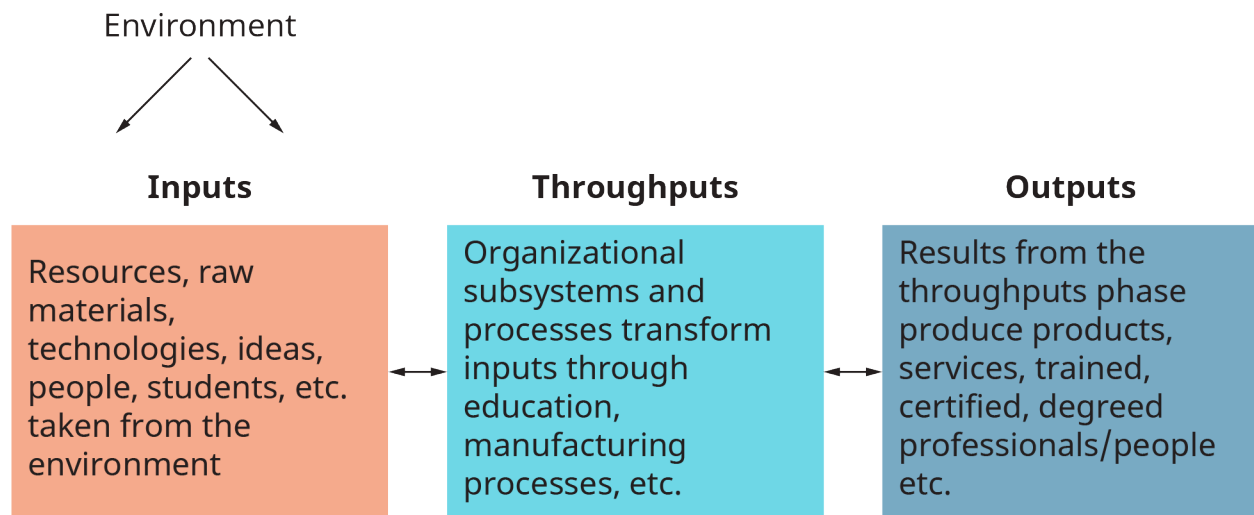 Environment
Inputs
Resources, raw
materials,
technologies, ideas,
people, students, etc.
taken from the
environment
Throughputs
Organizational
subsystems and
processes transform
inputs through
education,
manufacturing
processes, etc.
Outputs
Results from the
throughputs phase
produce products,
services, trained,
certified, degreed
professionals/people
etc.